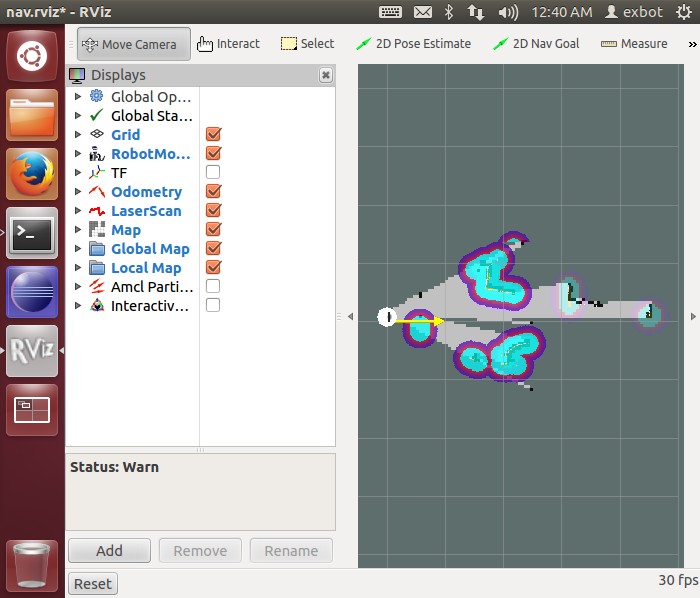 nav.rviz* - RViz
12:40 AM
exbot
Move Camera
Interact
Select
2D Pose Estimate
2D Nav Goal
Measure
»
Displays
Global Op...
Global Sta...
Grid
RobotMo...
TF
Odometry
LaserScan
Map
Global Map
Local Map
Amcl Parti...
Interactiv...
RViz
Status: Warn
Add
Remove
Rename
Reset
30 fps